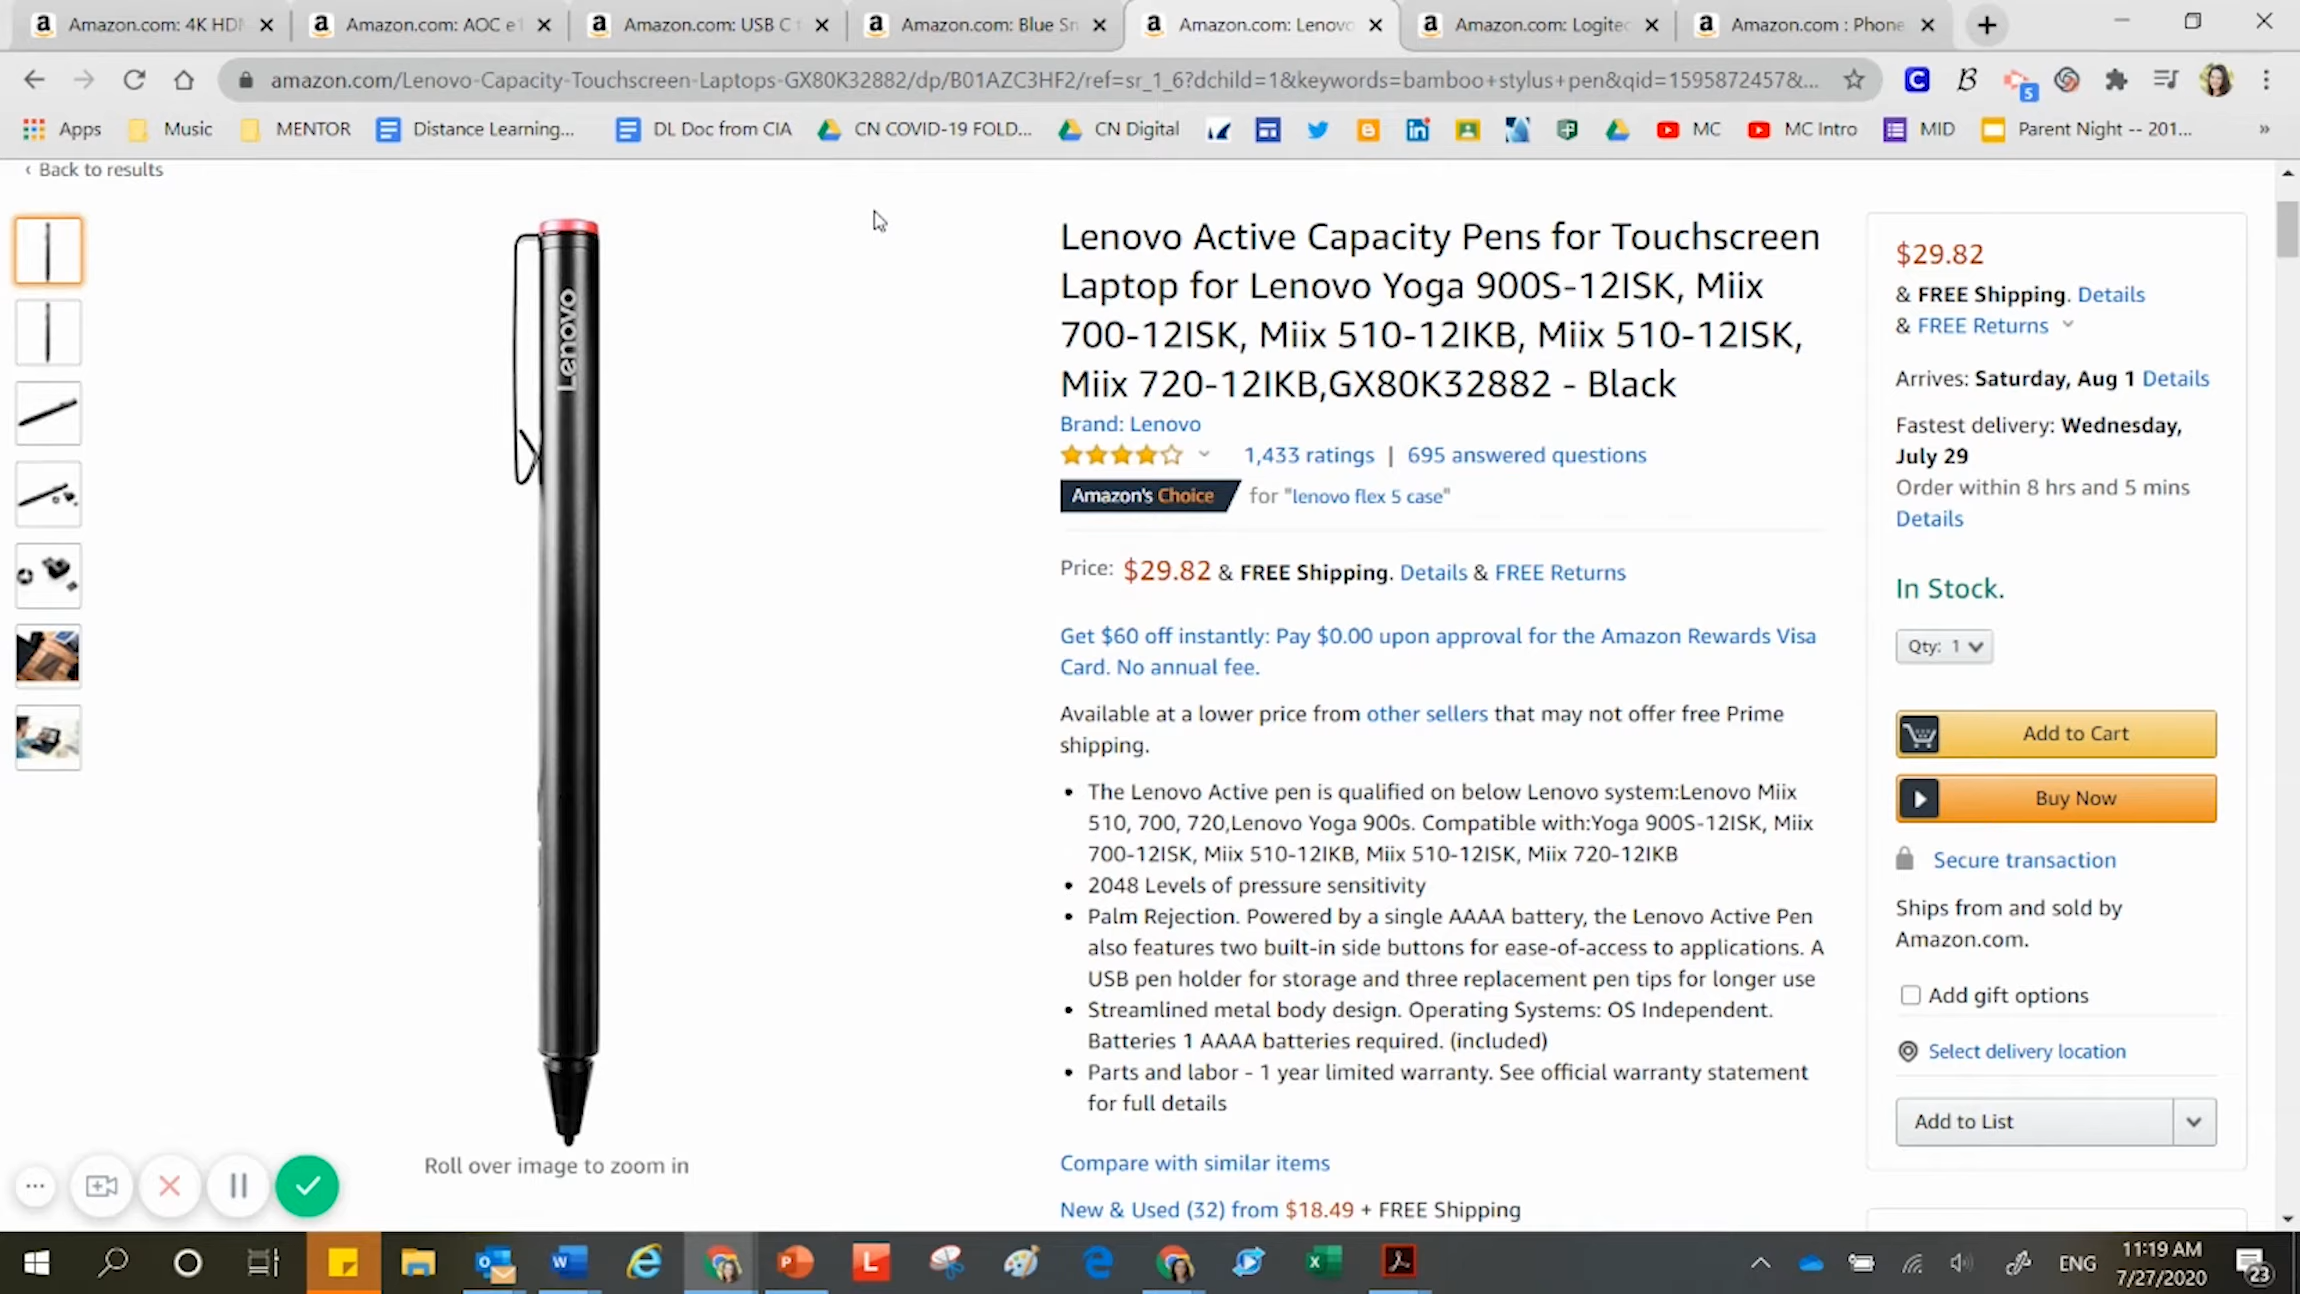 Amazon.com: 4K HDI
Amazon.com: AOC e1
Amazon.com: USB C t
Amazon.com: Blue Sn
Amazon.com: Lenovo
Amazon.com: Logitec
Amazon.com : Phone
amazon.com/Lenovo-Capacity-Touchscreen-Laptops-GX80K32882/dp/B01AZC3HF2/ref=sr_1_6?dchild=1&keywords=bamboo+stylus+pen&qid=1595872457&...
5
Apps
Music
MENTOR
Distance Learning...
DL Doc from CIA
CN COVID-19 FOLD...
CN Digital
MC
MC Intro
MID
Parent Night -- 201...
»
‹ Back to results
Lenovo
Roll over image to zoom in
Lenovo Active Capacity Pens for Touchscreen
Laptop for Lenovo Yoga 900S-12ISK, Miix
700-12ISK, Miix 510-12IKB, Miix 510-12ISK,
Miix 720-12IKB,GX80K32882 - Black
Brand: Lenovo
1,433 ratings | 695 answered questions
Amazon's Choice for "lenovo flex 5 case"
Price: $29.82 & FREE Shipping. Details & FREE Returns
Get $60 off instantly: Pay $0.00 upon approval for the Amazon Rewards Visa
Card. No annual fee.
Available at a lower price from other sellers that may not offer free Prime
shipping.
• The Lenovo Active pen is qualified on below Lenovo system:Lenovo Miix
510, 700, 720,Lenovo Yoga 900s. Compatible with:Yoga 900S-12ISK, Miix
700-12ISK, Miix 510-12IKB, Miix 510-12ISK, Miix 720-12IKB
• 2048 Levels of pressure sensitivity
• Palm Rejection. Powered by a single AAAA battery, the Lenovo Active Pen
also features two built-in side buttons for ease-of-access to applications. A
USB pen holder for storage and three replacement pen tips for longer use
• Streamlined metal body design. Operating Systems: OS Independent.
Batteries 1 AAAA batteries required. (included)
• Parts and labor - 1 year limited warranty. See official warranty statement
for full details
Compare with similar items
New & Used (32) from $18.49 + FREE Shipping
$29.82
& FREE Shipping. Details
& FREE Returns
Arrives: Saturday, Aug 1 Details
Fastest delivery: Wednesday,
July 29
Order within 8 hrs and 5 mins
Details
In Stock.
Qty: 1
Add to Cart
Buy Now
Secure transaction
Ships from and sold by
Amazon.com.
Add gift options
Select delivery location
Add to List
ENG
11:19 AM
7/27/2020
23